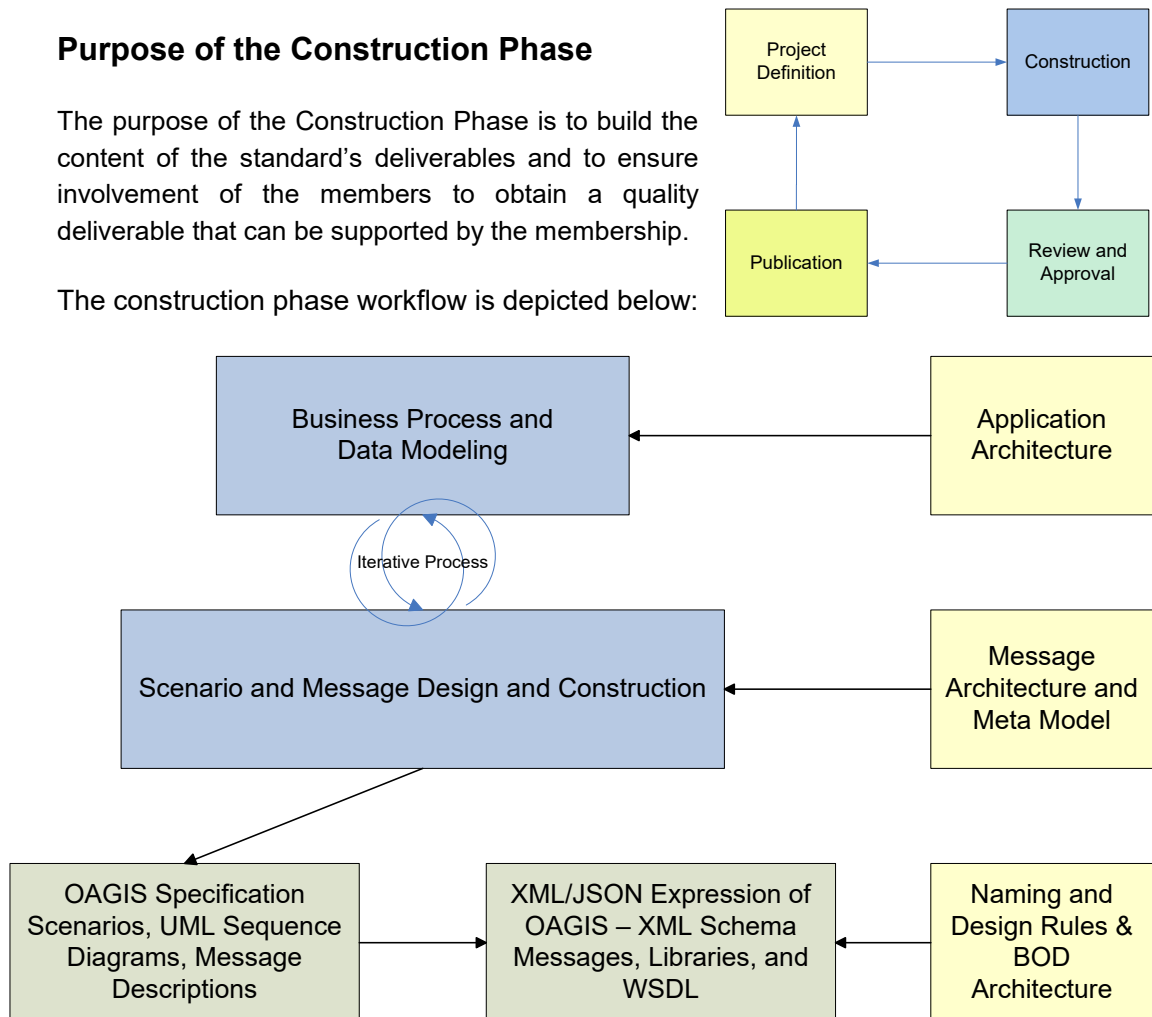 Purpose of the Construction Phase
The purpose of the Construction Phase is to build the
content of the standard’s deliverables and to ensure
involvement of the members to obtain a quality
deliverable that can be supported by the membership.
The construction phase workflow is depicted below:
Project
Definition
Construction
Publication
Review and
Approval
Business Process and
Data Modeling
Application
Architecture
Iterative Process
Scenario and Message Design and Construction
Message
Architecture and
Meta Model
OAGIS Specification
Scenarios, UML Sequence
Diagrams, Message
Descriptions
XML/JSON Expression of
OAGIS – XML Schema
Messages, Libraries, and
WSDL
Naming and
Design Rules &
BOD
Architecture